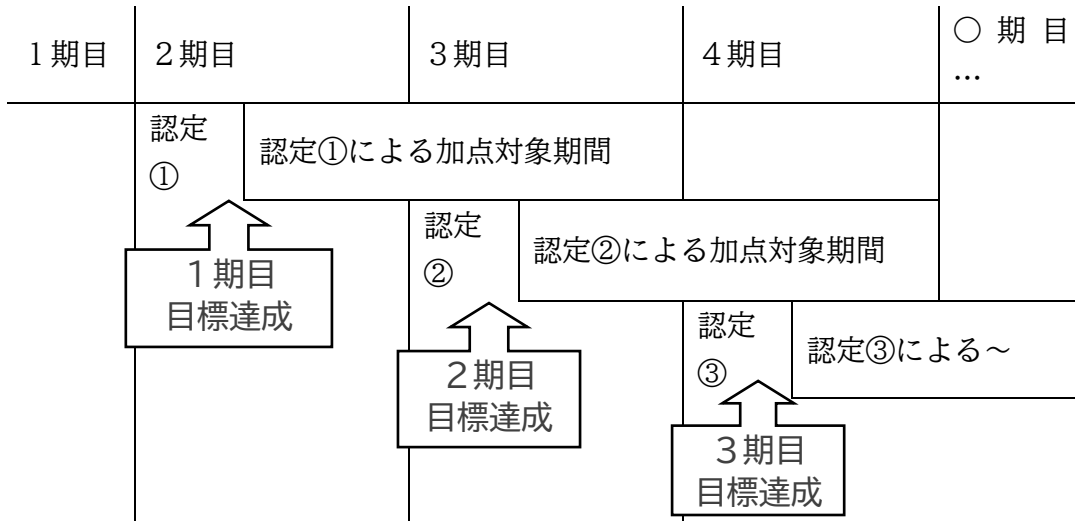 １期目
２期目
３期目
４期目
○ 期 目
…
認定
①
認定①による加点対象期間
１期目
目標達成
認定
②
認定②による加点対象期間
２期目
目標達成
認定
③
認定③による～
３期目
目標達成